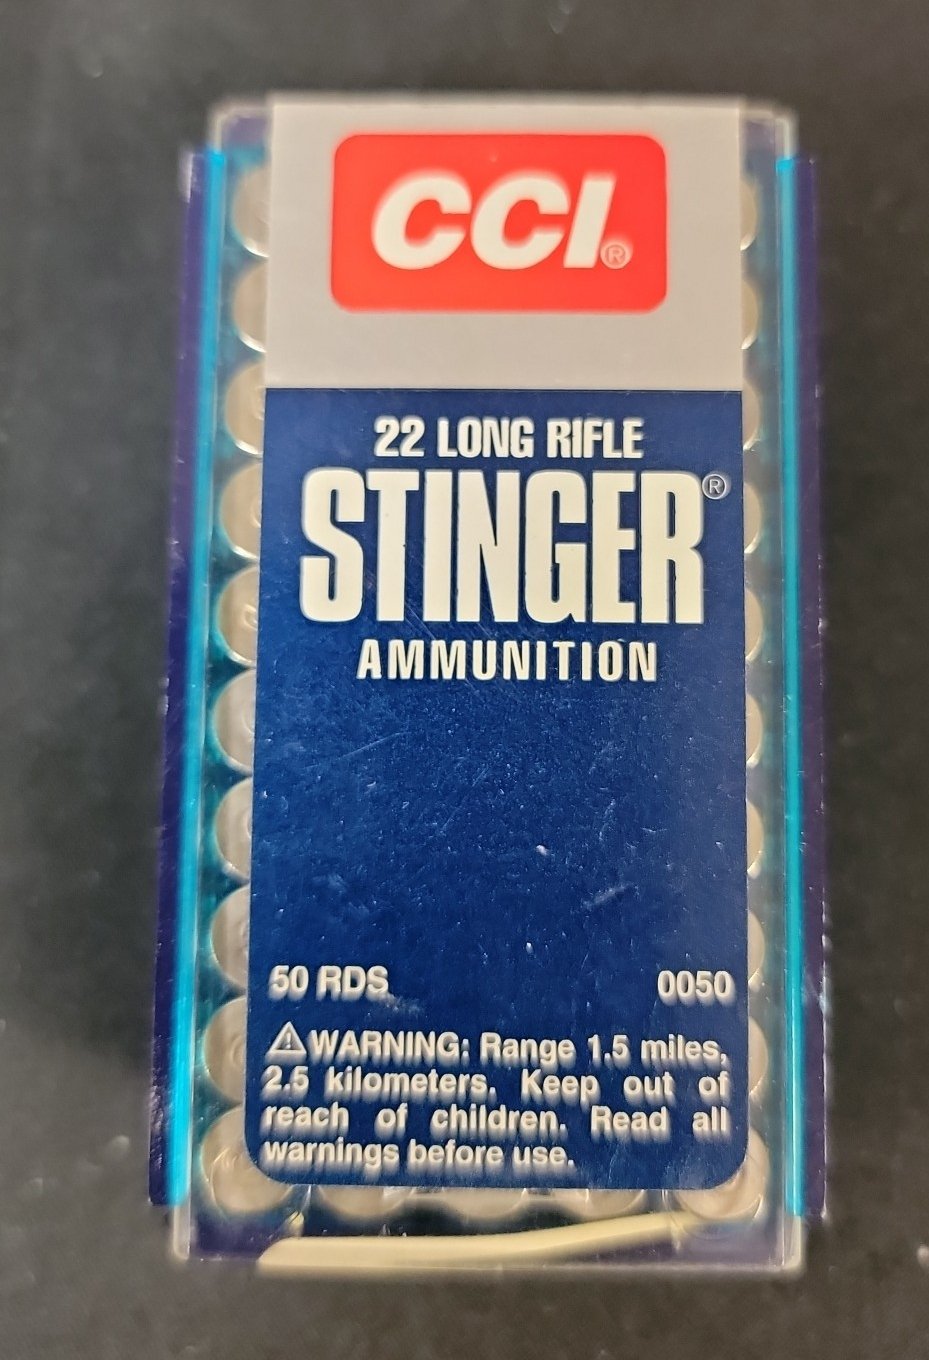 CCI®
22 LONG RIFLE
STINGER®
AMMUNITION
50 RDS 0050
⚠WARNING: Range 1.5 miles,
2.5 kilometers. Keep out of
reach of children. Read all
warnings before use.